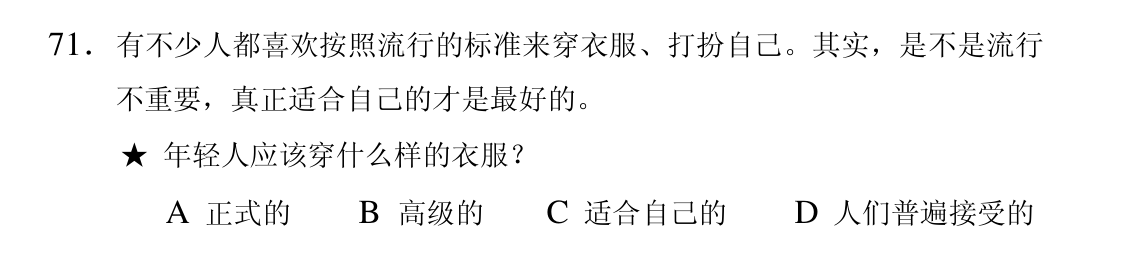 71．有不少人都喜欢按照流行的标准来穿衣服、打扮自己。其实，是不是流行
不重要，真正适合自己的才是最好的。
★ 年轻人应该穿什么样的衣服？
A 正式的 B 高级的 C 适合自己的 D 人们普遍接受的